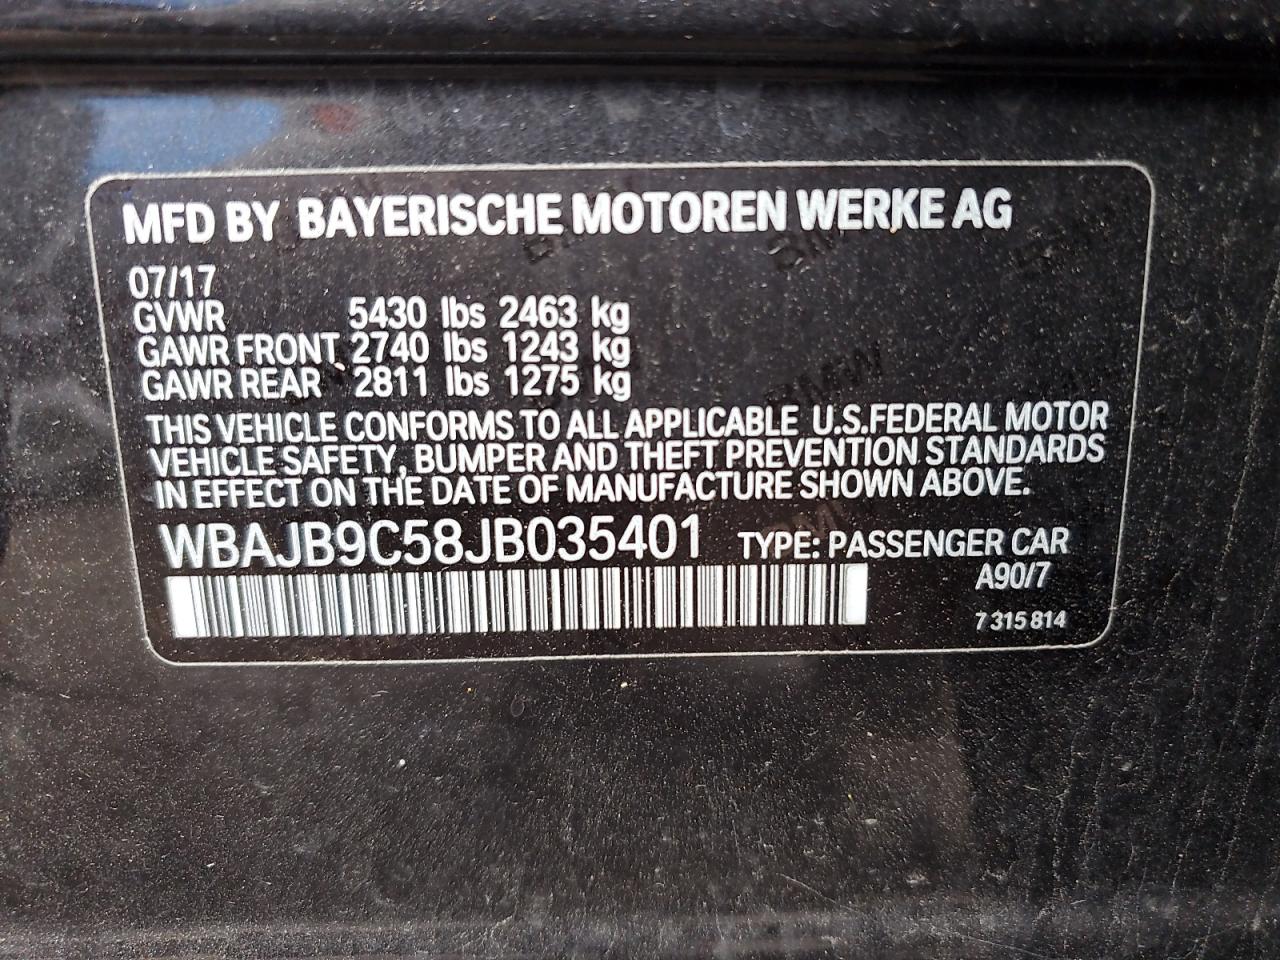 MFD BY BAYERISCHE MOTOREN WERKE AG
07/17
GVWR 5430 lbs 2463 kg
GAWR FRONT 2740 lbs 1243 kg
GAWR REAR 2811 lbs 1275 kg
THIS VEHICLE CONFORMS TO ALL APPLICABLE U.S.FEDERAL MOTOR
VEHICLE SAFETY, BUMPER AND THEFT PREVENTION STANDARDS
IN EFFECT ON THE DATE OF MANUFACTURE SHOWN ABOVE.
WBAJB9C58JB035401 TYPE: PASSENGER CAR
A90/7
7 315 814